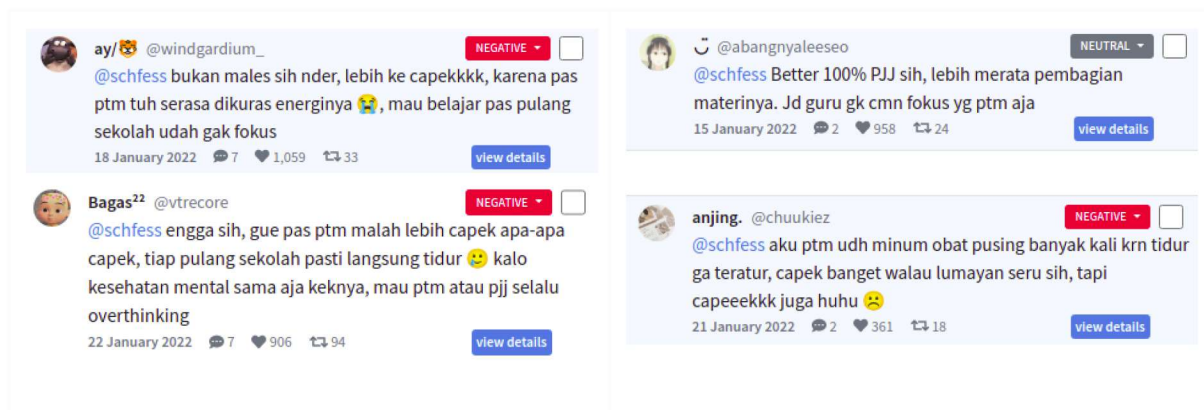 ay/🐯 @windgardium_ NEGATIVE
@schfess bukan males sih nder, lebih ke capekkkk, karena pas
ptm tuh serasa dikuras energinya 😭, mau belajar pas pulang
sekolah udah gak fokus
18 January 2022 7 1,059 33 view details
Bagas²² @vtrecore NEGATIVE
@schfess engga sih, gue pas ptm malah lebih capek apa-apa
capek, tiap pulang sekolah pasti langsung tidur 🥲 kalo
kesehatan mental sama aja keknya, mau ptm atau pjj selalu
overthinking
22 January 2022 7 906 94 view details
@abangnyaleeseo NEUTRAL
@schfess Better 100% PJJ sih, lebih merata pembagian
materinya. Jd guru gk cmn fokus yg ptm aja
15 January 2022 2 958 24 view details
anjing. @chuukiez NEGATIVE
@schfess aku ptm udh minum obat pusing banyak kali krn tidur
ga teratur, capek banget walau lumayan seru sih, tapi
capeeekkk juga huhu ☹️
21 January 2022 2 361 18 view details